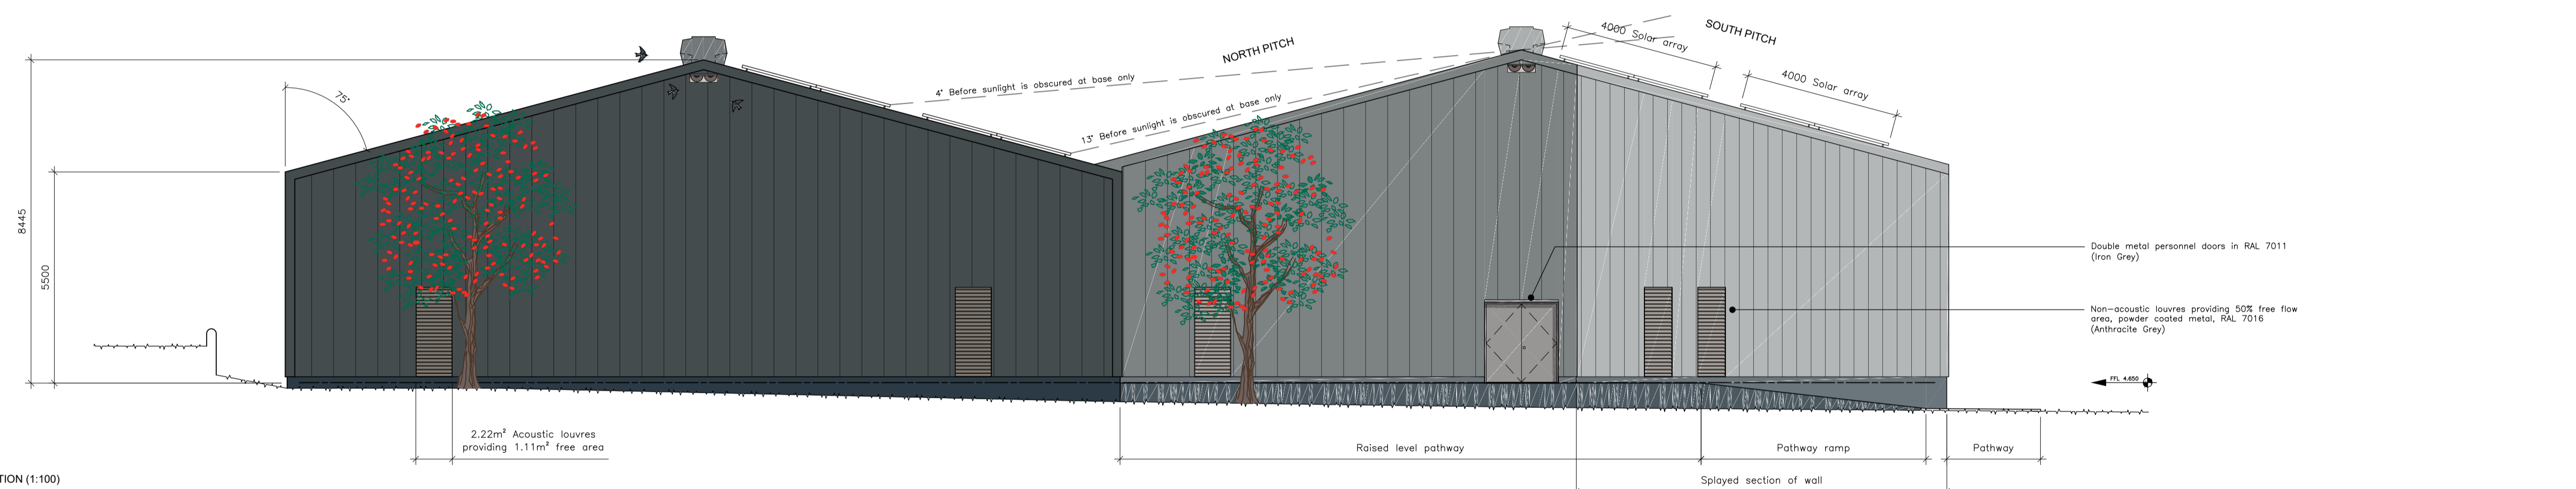 NORTH PITCH
SOUTH PITCH
4000 Solar array
4000 Solar array
4° Before sunlight is obscured at base only
13° Before sunlight is obscured at base only
75°
8445
5500
Double metal personnel doors in RAL 7011
(Iron Grey)
Non-acoustic louvres providing 50% free flow
area, powder coated metal, RAL 7016
(Anthracite Grey)
FFL 4.650
2.22m² Acoustic louvres
providing 1.11m² free area
Raised level pathway
Pathway ramp
Pathway
Splayed section of wall
TION (1:100)